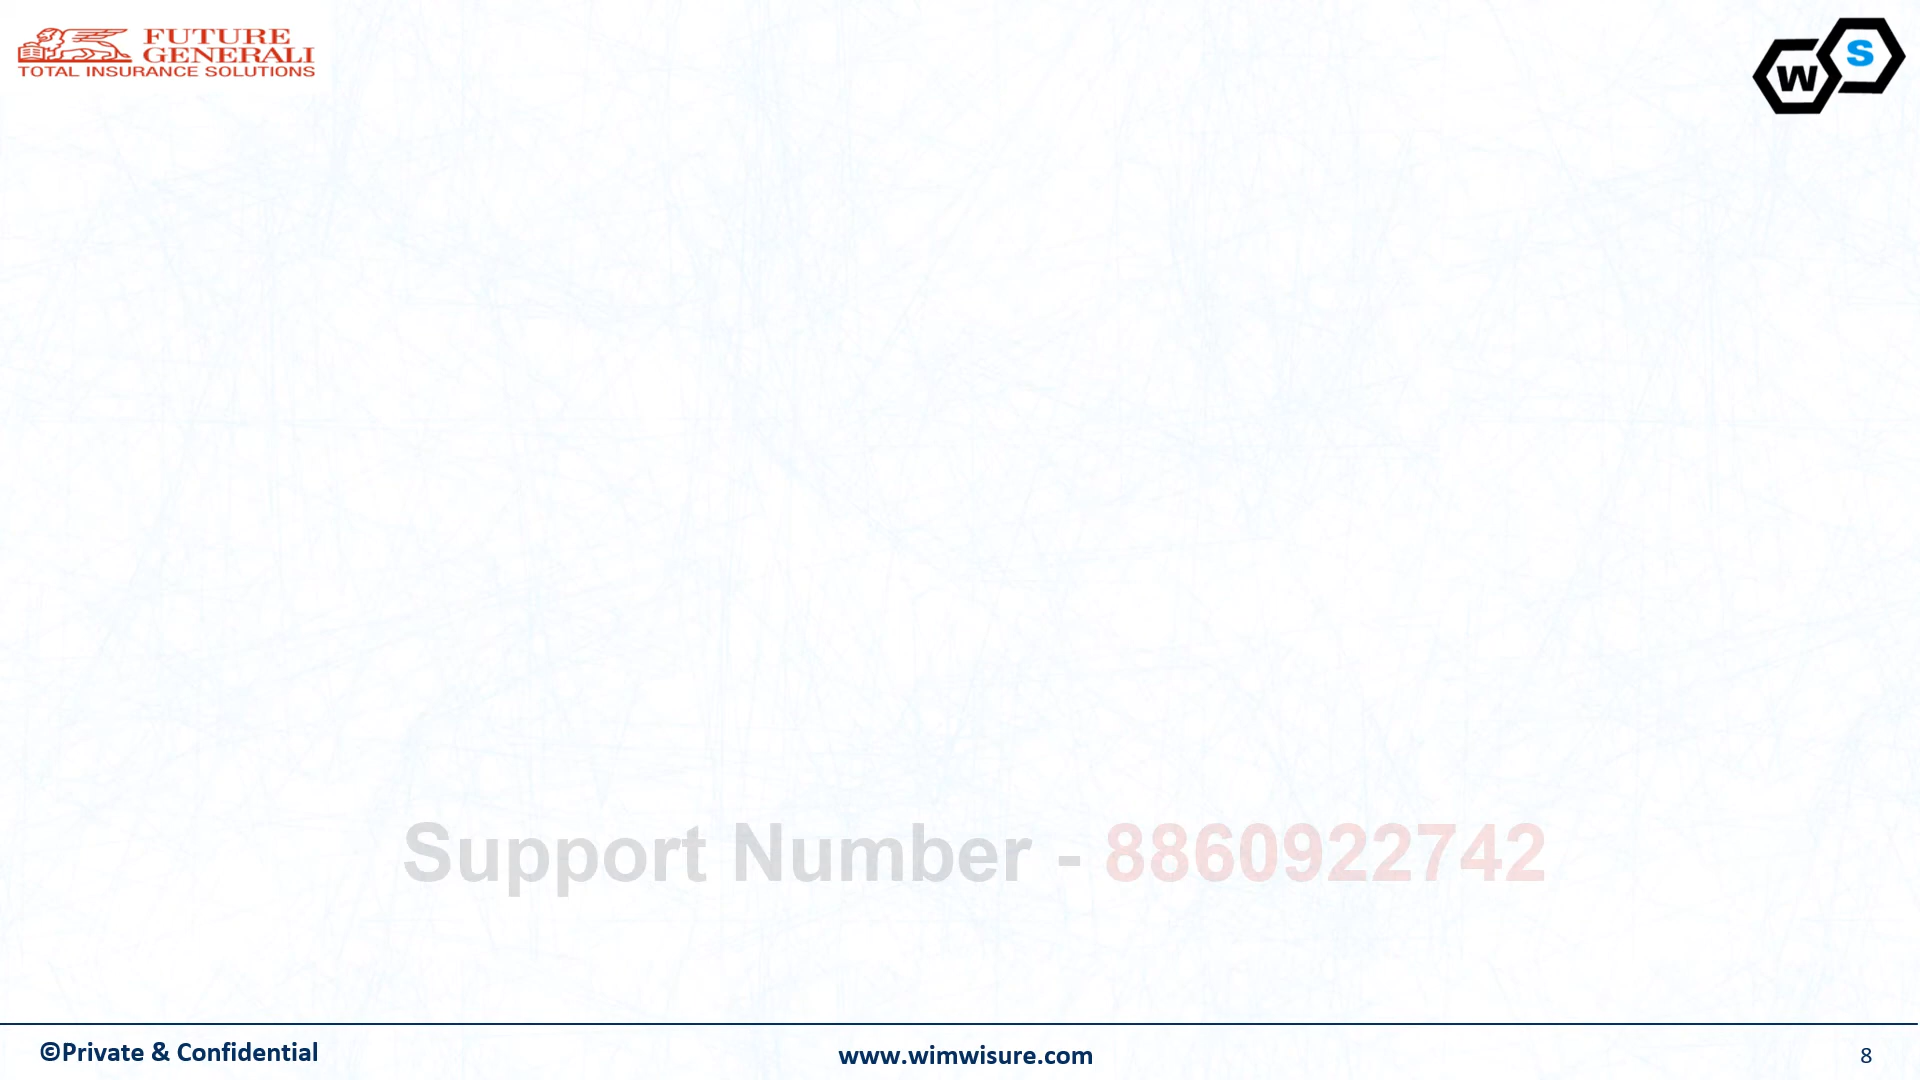 FUTURE
GENERALI
TOTAL INSURANCE SOLUTIONS
W S
Support Number - 8860922742
©Private & Confidential
www.wimwisure.com
8